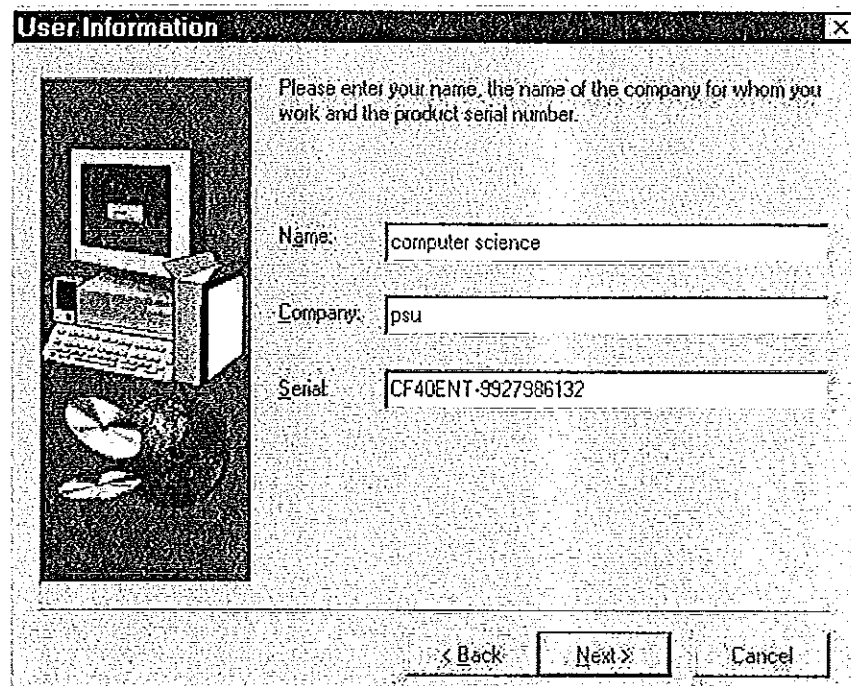 User Information
Please enter your name, the name of the company for whom you
work and the product serial number.
Name: computer science
Company: psu
Serial: CF40ENT-9927986132
< Back Next > Cancel